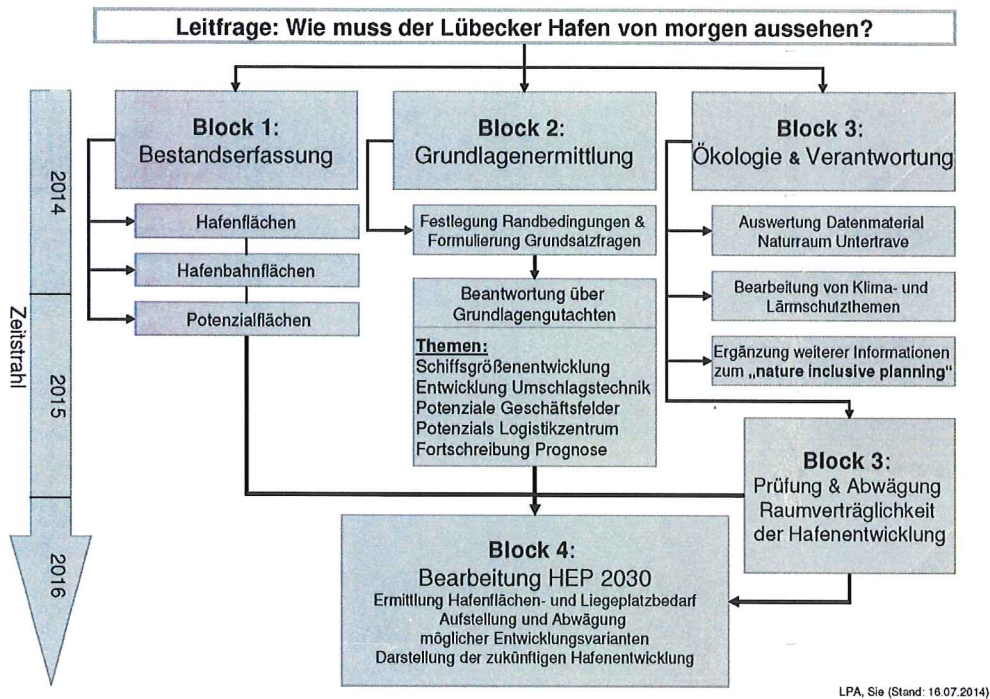 Leitfrage: Wie muss der Lübecker Hafen von morgen aussehen?
Zeitstrahl
2014
2015
2016
Block 1:
Bestandserfassung
Hafenflächen
Hafenbahnflächen
Potenzialflächen
Block 2:
Grundlagenermittlung
Festlegung Randbedingungen &
Formulierung Grundsalzfragen
Beantwortung über
Grundlagengutachten
Themen:
Schiffsgrößenentwicklung
Entwicklung Umschlagstechnik
Potenziale Geschäftsfelder
Potenzials Logistikzentrum
Fortschreibung Prognose
Block 3:
Ökologie & Verantwortung
Auswertung Datenmaterial
Naturraum Untertrave
Bearbeitung von Klima- und
Lärmschutzthemen
Ergänzung weiterer Informationen
zum „nature inclusive planning“
Block 3:
Prüfung & Abwägung
Raumverträglichkeit
der Hafenentwicklung
Block 4:
Bearbeitung HEP 2030
Ermittlung Hafenflächen- und Liegeplatzbedarf
Aufstellung und Abwägung
möglicher Entwicklungsvarianten
Darstellung der zukünftigen Hafenentwicklung
LPA, Sie (Stand: 16.07.2014)